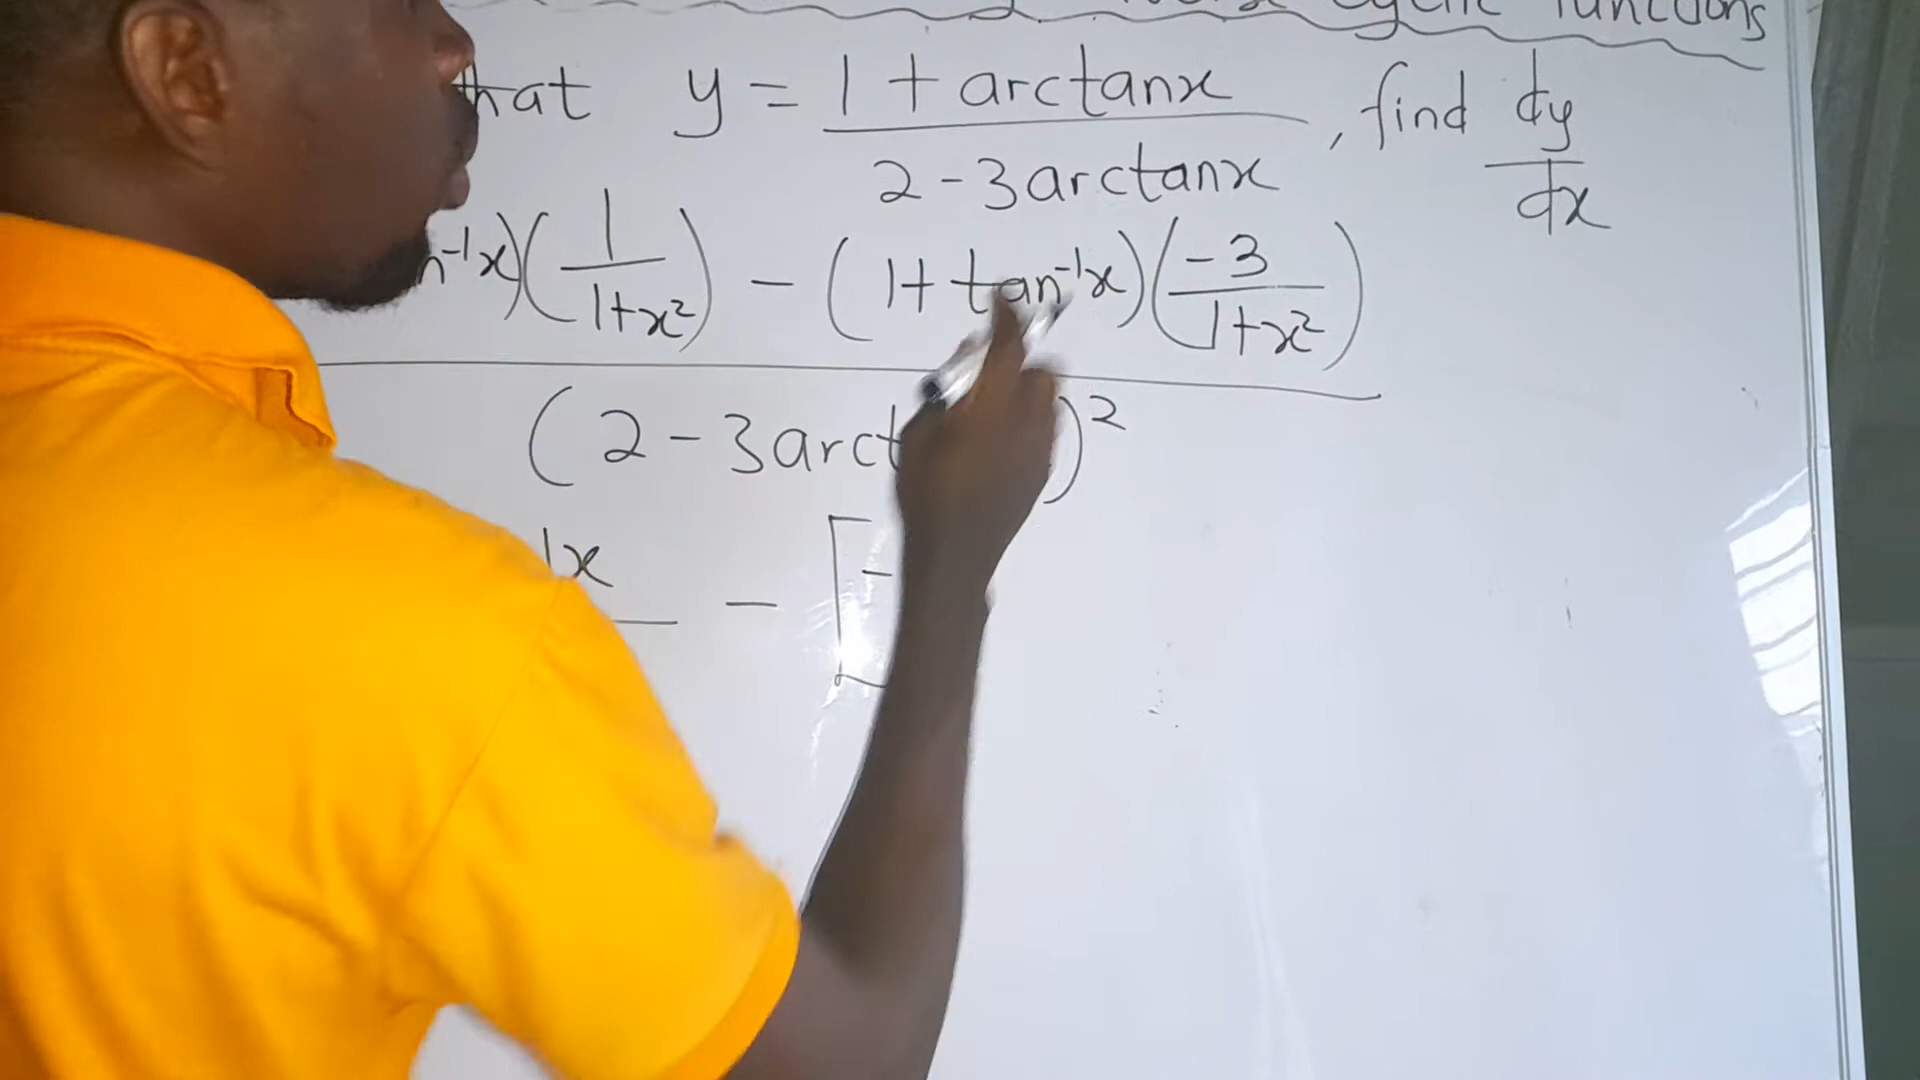 cyclic functions
that y = 1 + arctanx / 2 - 3arctanx , find dy/dx
n⁻¹x)(1/1+x²) - (1 + tan⁻¹x)(-3/1+x²)
(2 - 3arct )²
x - [ -